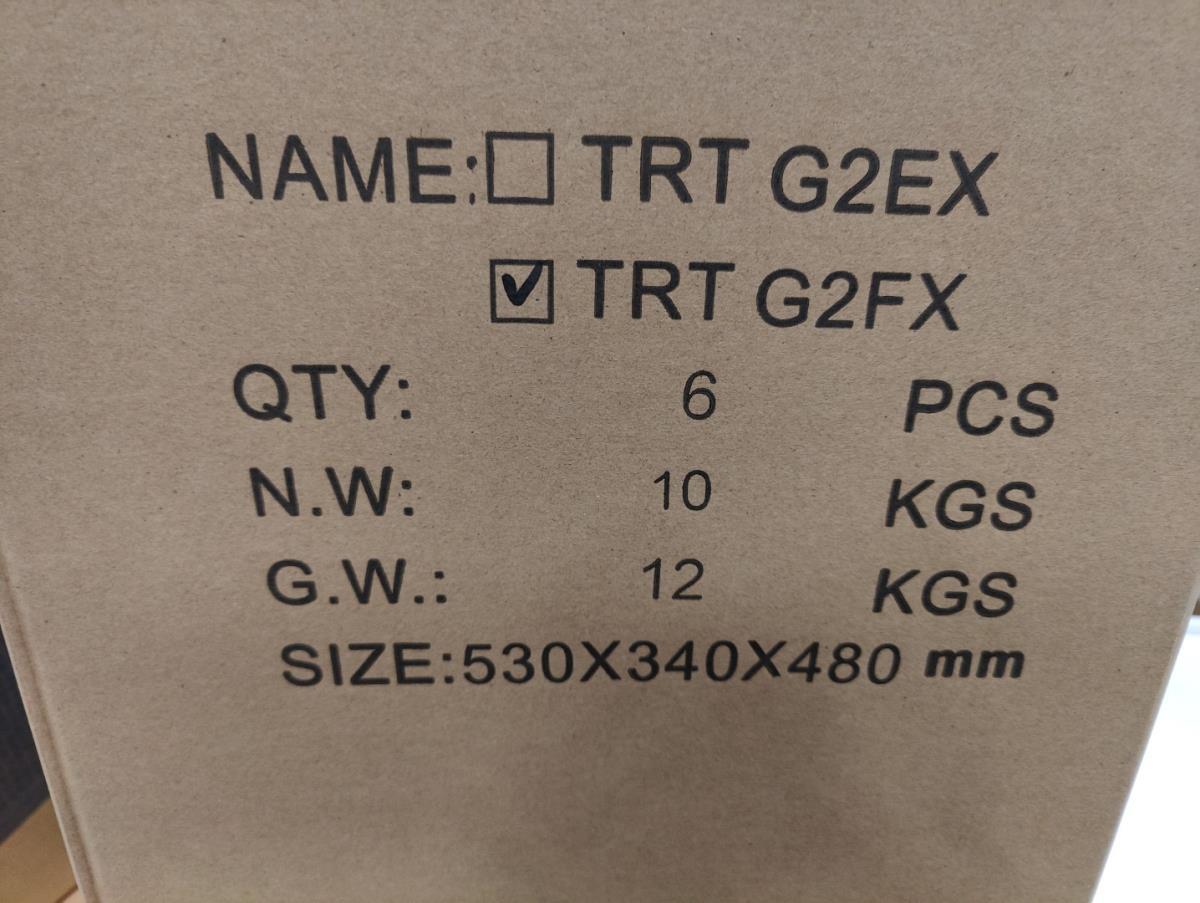 NAME:☐ TRT G2EX
☑ TRT G2FX
QTY: 6 PCS
N.W: 10 KGS
G.W.: 12 KGS
SIZE:530X340X480 mm